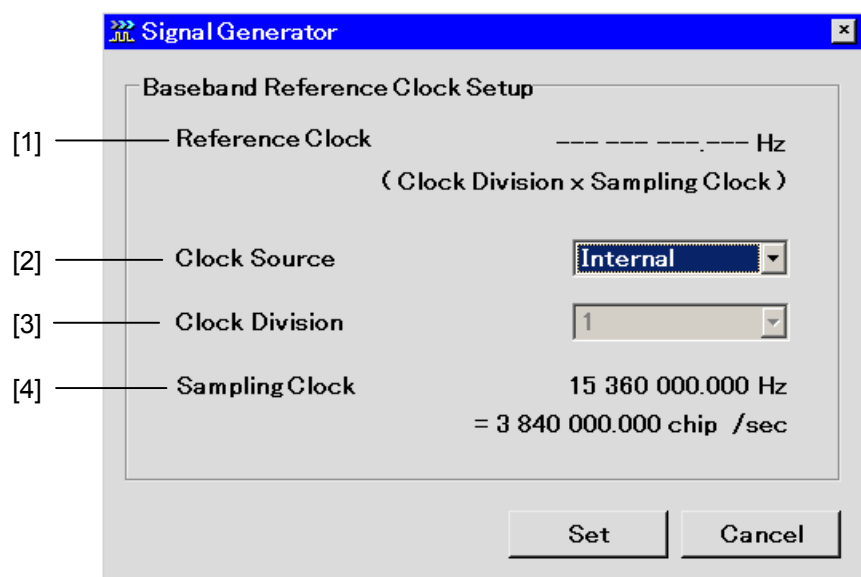 Signal Generator
Baseband Reference Clock Setup
[1] Reference Clock --- --- ---.--- Hz
( Clock Division x Sampling Clock )
[2] Clock Source Internal
[3] Clock Division 1
[4] Sampling Clock 15 360 000.000 Hz
= 3 840 000.000 chip /sec
Set Cancel